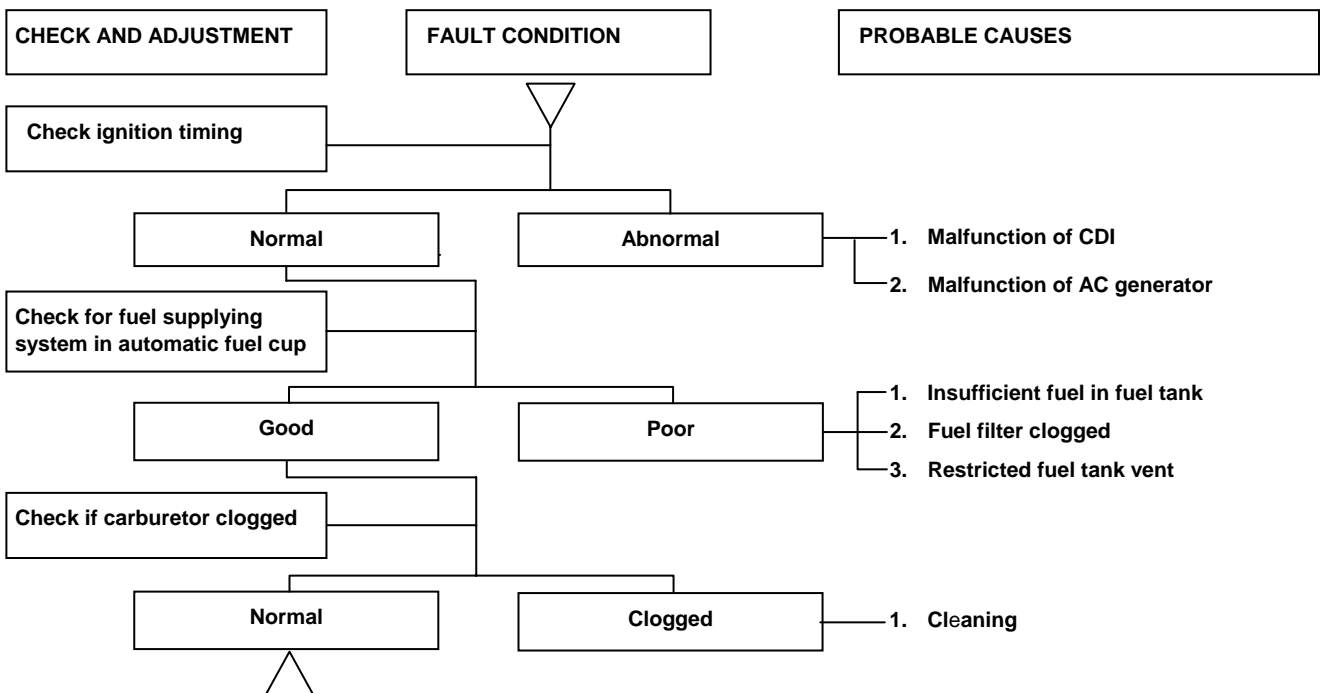 CHECK AND ADJUSTMENT
FAULT CONDITION
PROBABLE CAUSES
Check ignition timing
Normal
Abnormal
1. Malfunction of CDI
2. Malfunction of AC generator
Check for fuel supplying
system in automatic fuel cup
Good
Poor
1. Insufficient fuel in fuel tank
2. Fuel filter clogged
3. Restricted fuel tank vent
Check if carburetor clogged
Normal
Clogged
1. Cleaning